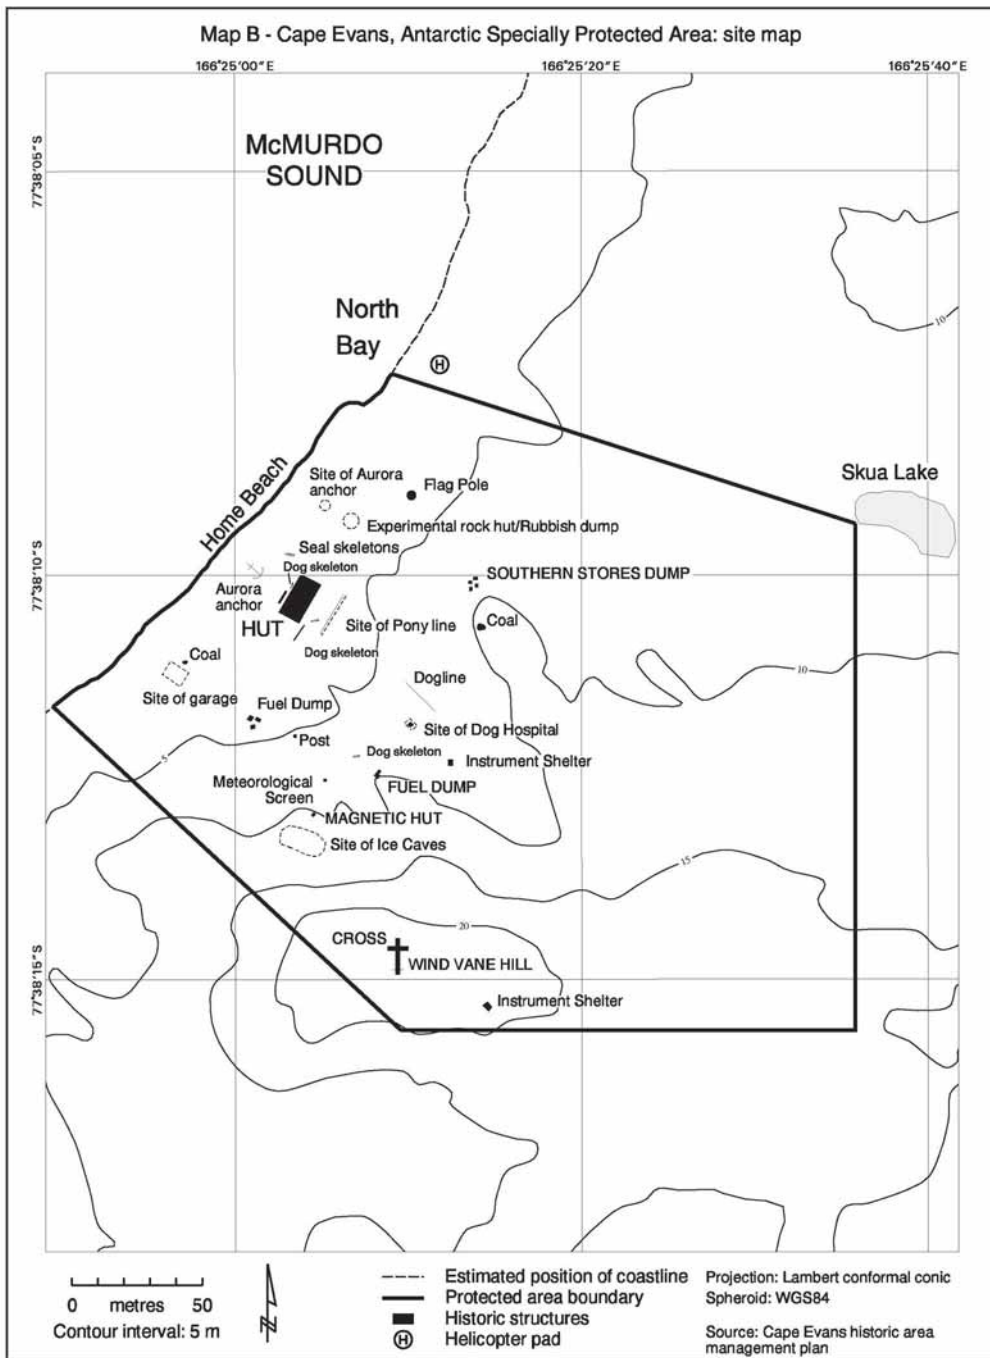 Map B - Cape Evans, Antarctic Specially Protected Area: site map
166°25'00"E
166°25'20"E
166°25'40"E
77°38'05"S
McMURDO
SOUND
10
North
Bay
H
Skua Lake
Home Beach
Site of Aurora
anchor
Flag Pole
Experimental rock hut/Rubbish dump
Seal skeletons
Dog skeleton
77°38'10"S
SOUTHERN STORES DUMP
Aurora
anchor
HUT
Site of Pony line
Coal
Dog skeleton
Coal
10
Site of garage
Dogline
Fuel Dump
Site of Dog Hospital
Post
5
Dog skeleton
Instrument Shelter
Meteorological
Screen
FUEL DUMP
MAGNETIC HUT
Site of Ice Caves
15
20
CROSS
WIND VANE HILL
77°38'15"S
Instrument Shelter
0 metres 50
Contour interval: 5 m
N
Estimated position of coastline
Protected area boundary
Historic structures
H Helicopter pad
Projection: Lambert conformal conic
Spheroid: WGS84
Source: Cape Evans historic area
management plan